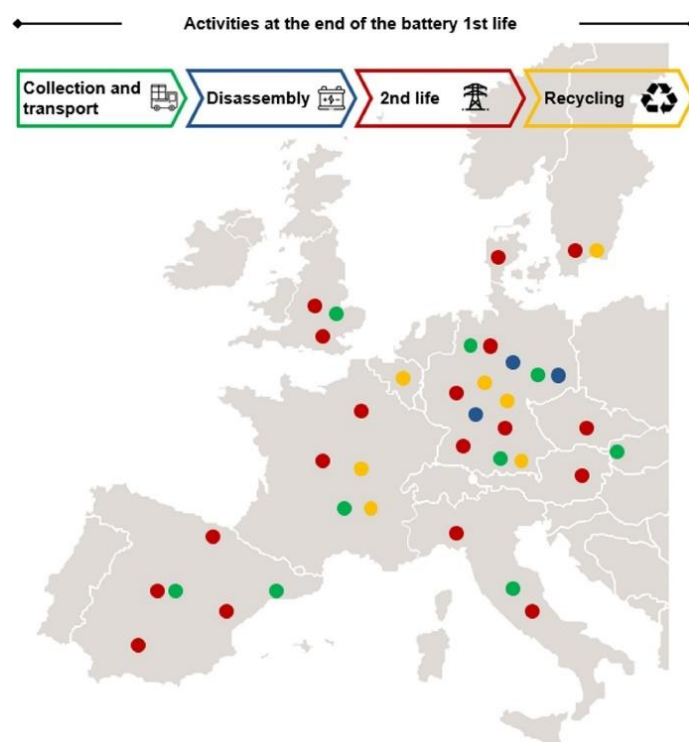 Activities at the end of the battery 1st life
Collection and
transport
Disassembly
2nd life
Recycling